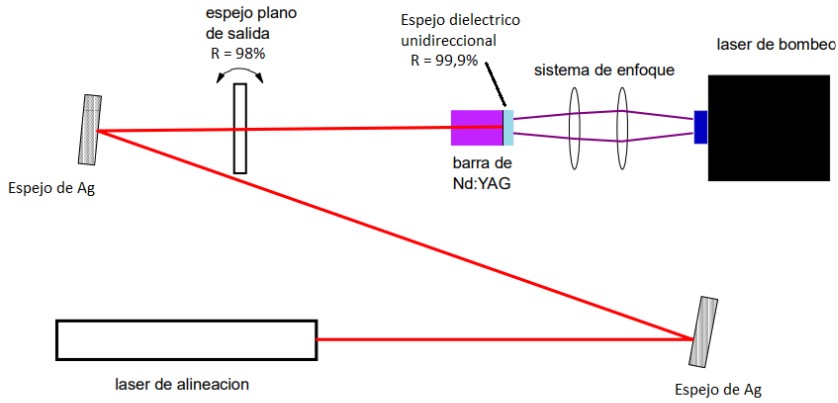 espejo plano
de salida
R = 98%
Espejo dielectrico
unidireccional
R = 99,9%
sistema de enfoque
laser de bombeo
Espejo de Ag
barra de
Nd:YAG
laser de alineacion
Espejo de Ag